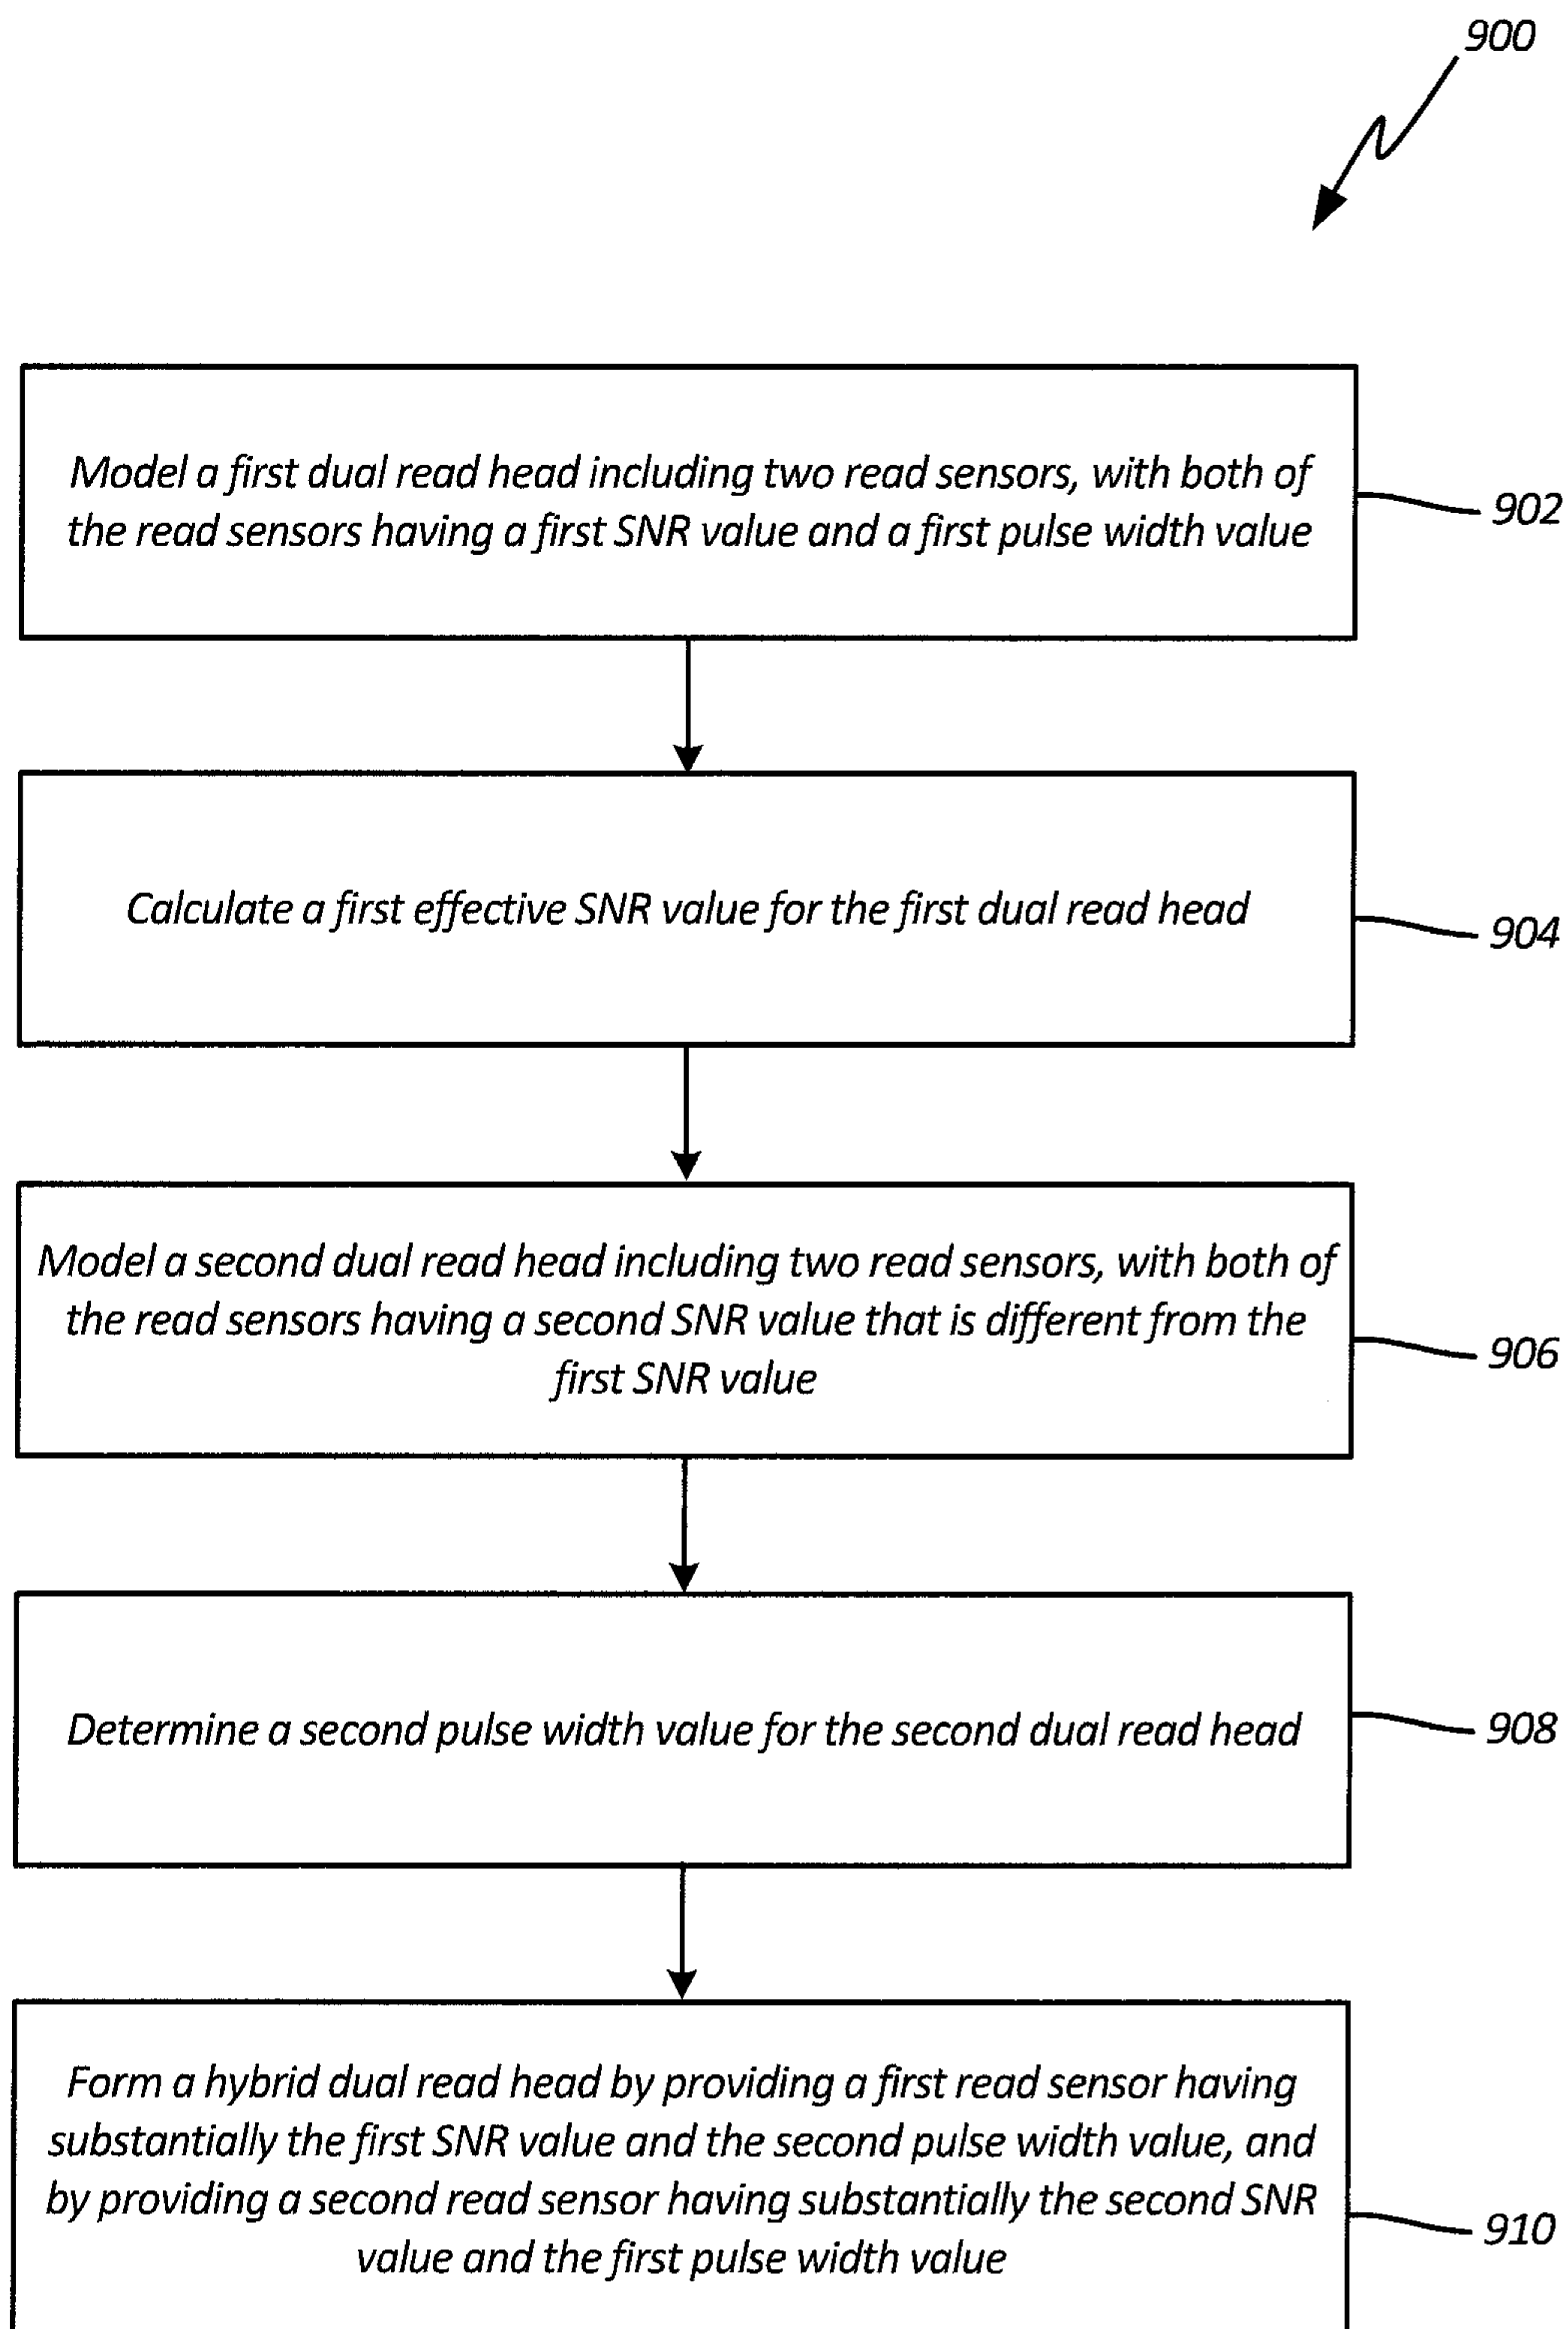 900
Model a first dual read head including two read sensors, with both of
the read sensors having a first SNR value and a first pulse width value
902
Calculate a first effective SNR value for the first dual read head
904
Model a second dual read head including two read sensors, with both of
the read sensors having a second SNR value that is different from the
first SNR value
906
Determine a second pulse width value for the second dual read head
908
Form a hybrid dual read head by providing a first read sensor having
substantially the first SNR value and the second pulse width value, and
by providing a second read sensor having substantially the second SNR
value and the first pulse width value
910